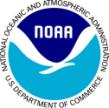 NATIONAL OCEANIC AND ATMOSPHERIC ADMINISTRATION
NOAA
U.S. DEPARTMENT OF COMMERCE